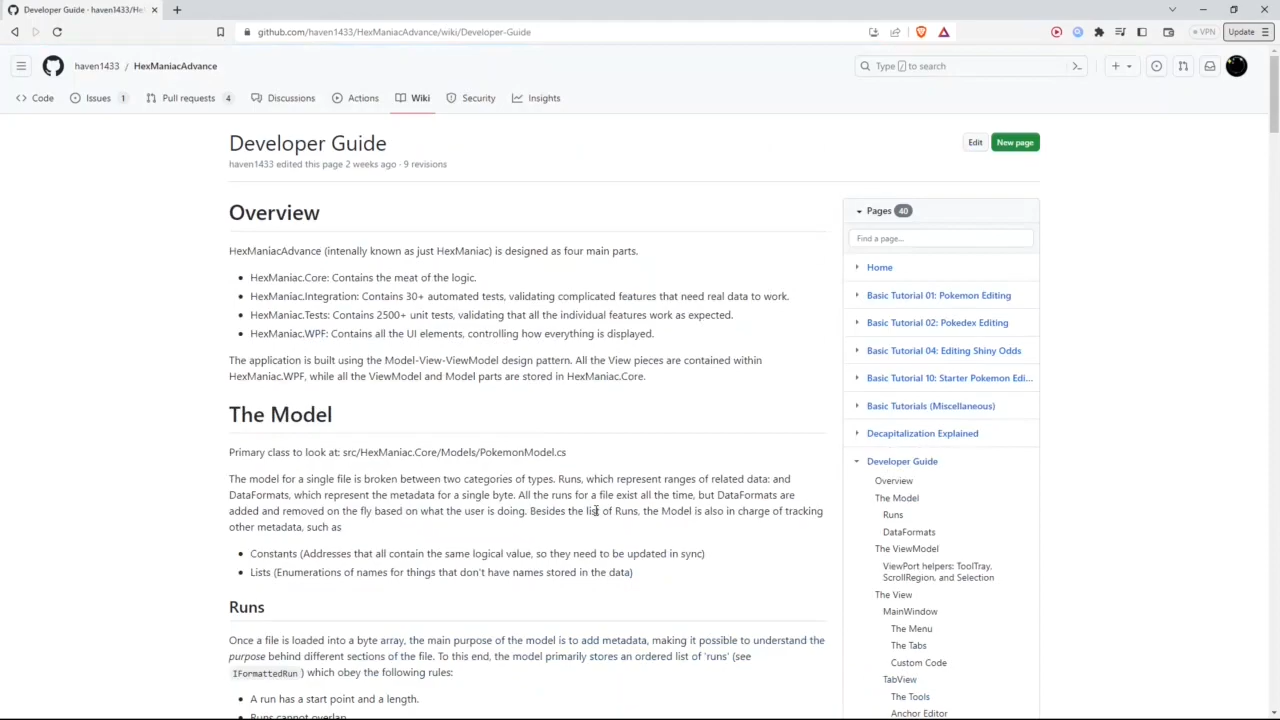 Developer Guide · haven1433/He
github.com/haven1433/HexManiacAdvance/wiki/Developer-Guide
VPN
Update
haven1433 / HexManiacAdvance
Type / to search
Code
Issues 1
Pull requests 4
Discussions
Actions
Wiki
Security
Insights
Developer Guide
Edit
New page
haven1433 edited this page 2 weeks ago · 9 revisions
Overview
HexManiacAdvance (intenally known as just HexManiac) is designed as four main parts.
• HexManiac.Core: Contains the meat of the logic.
• HexManiac.Integration: Contains 30+ automated tests, validating complicated features that need real data to work.
• HexManiac.Tests: Contains 2500+ unit tests, validating that all the individual features work as expected.
• HexManiac.WPF: Contains all the UI elements, controlling how everything is displayed.
The application is built using the Model-View-ViewModel design pattern. All the View pieces are contained within
HexManiac.WPF, while all the ViewModel and Model parts are stored in HexManiac.Core.
The Model
Primary class to look at: src/HexManiac.Core/Models/PokemonModel.cs
The model for a single file is broken between two categories of types. Runs, which represent ranges of related data: and
DataFormats, which represent the metadata for a single byte. All the runs for a file exist all the time, but DataFormats are
added and removed on the fly based on what the user is doing. Besides the list of Runs, the Model is also in charge of tracking
other metadata, such as
• Constants (Addresses that all contain the same logical value, so they need to be updated in sync)
• Lists (Enumerations of names for things that don't have names stored in the data)
Runs
Once a file is loaded into a byte array, the main purpose of the model is to add metadata, making it possible to understand the
purpose behind different sections of the file. To this end, the model primarily stores an ordered list of 'runs' (see
IFormattedRun ) which obey the following rules:
• A run has a start point and a length.
• Runs cannot overlap
Pages 40
Find a page...
Home
Basic Tutorial 01: Pokemon Editing
Basic Tutorial 02: Pokedex Editing
Basic Tutorial 04: Editing Shiny Odds
Basic Tutorial 10: Starter Pokemon Edi...
Basic Tutorials (Miscellaneous)
Decapitalization Explained
Developer Guide
Overview
The Model
Runs
DataFormats
The ViewModel
ViewPort helpers: ToolTray,
ScrollRegion, and Selection
The View
MainWindow
The Menu
The Tabs
Custom Code
TabView
The Tools
Anchor Editor